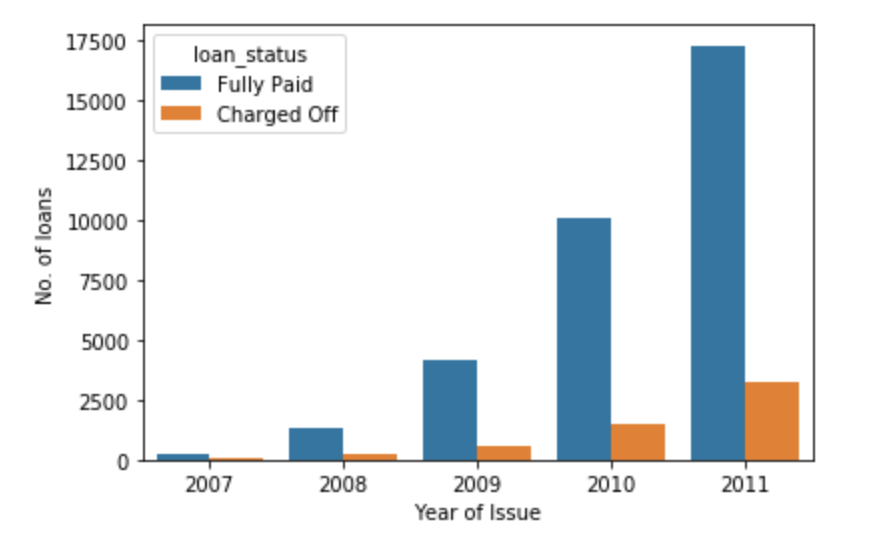 loan_status
Fully Paid
Charged Off
17500
15000
12500
10000
7500
5000
2500
0
No. of loans
2007 2008 2009 2010 2011
Year of Issue